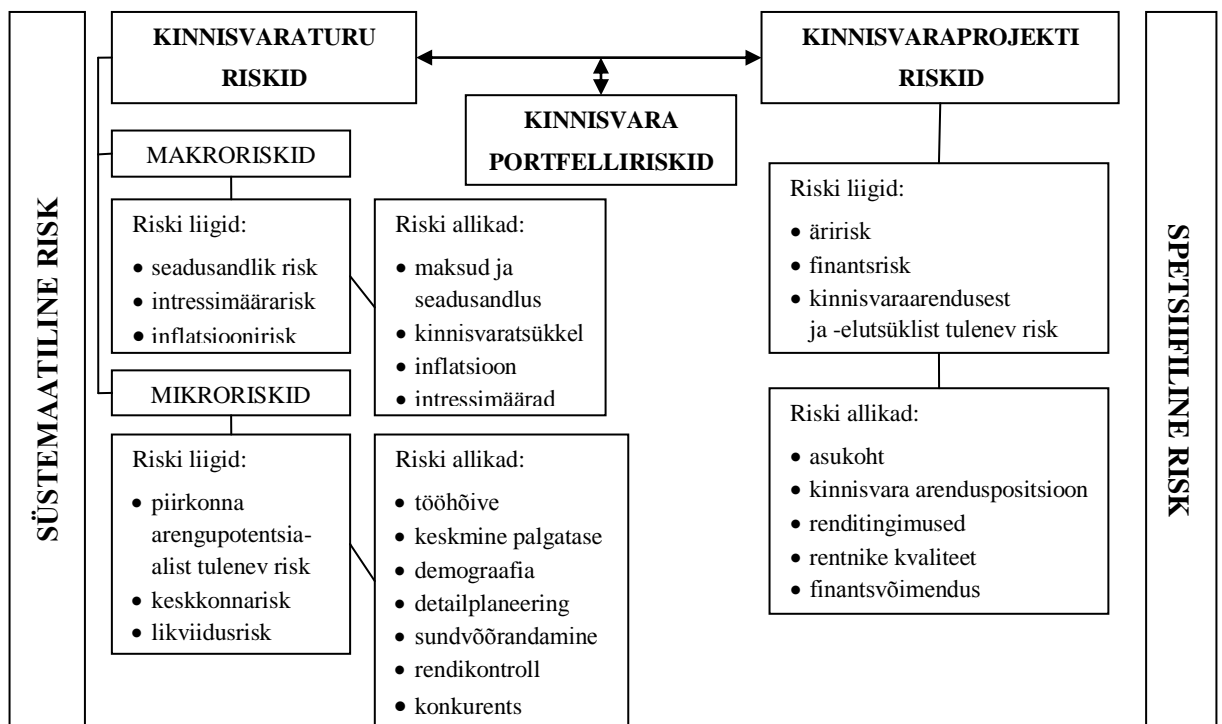 SÜSTEMAATILINE RISK
KINNISVARATURU
RISKID
MAKRORISKID
Riski liigid:
• seadusandlik risk
• intressimäärarisk
• inflatsioonirisk
Riski allikad:
• maksud ja
seadusandlus
• kinnisvaratsükkel
• inflatsioon
• intressimäärad
MIKRORISKID
Riski liigid:
• piirkonna
arengupotentsia-
alist tulenev risk
• keskkonnarisk
• likviidusrisk
Riski allikad:
• tööhõive
• keskmine palgatase
• demograafia
• detailplaneering
• sundvõõrandamine
• rendikontroll
• konkurents
KINNISVARA
PORTFELLIRISKID
KINNISVARAPROJEKTI
RISKID
Riski liigid:
• äririsk
• finantsrisk
• kinnisvaraarendusest
ja -elutsüklist tulenev risk
Riski allikad:
• asukoht
• kinnisvara arenduspositsioon
• renditingimused
• rentnike kvaliteet
• finantsvõimendus
SPETSIIFILINE RISK